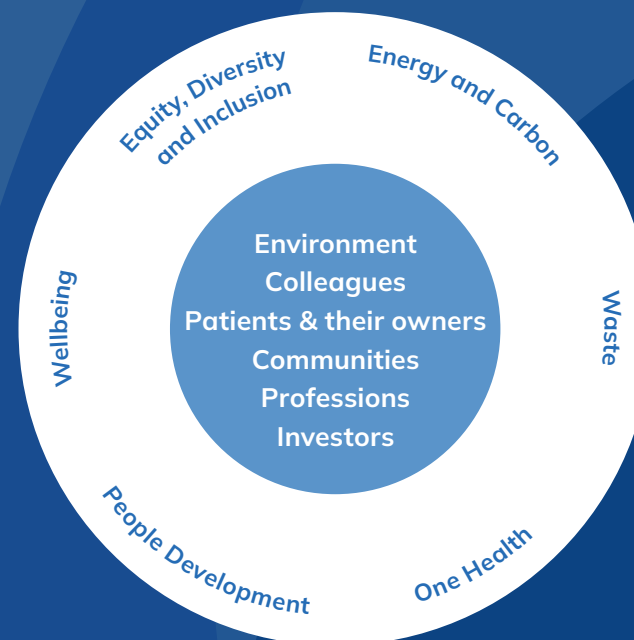 Equity, Diversity
and Inclusion
Energy and Carbon
Wellbeing
Environment
Colleagues
Patients & their owners
Communities
Professions
Investors
Waste
People Development
One Health